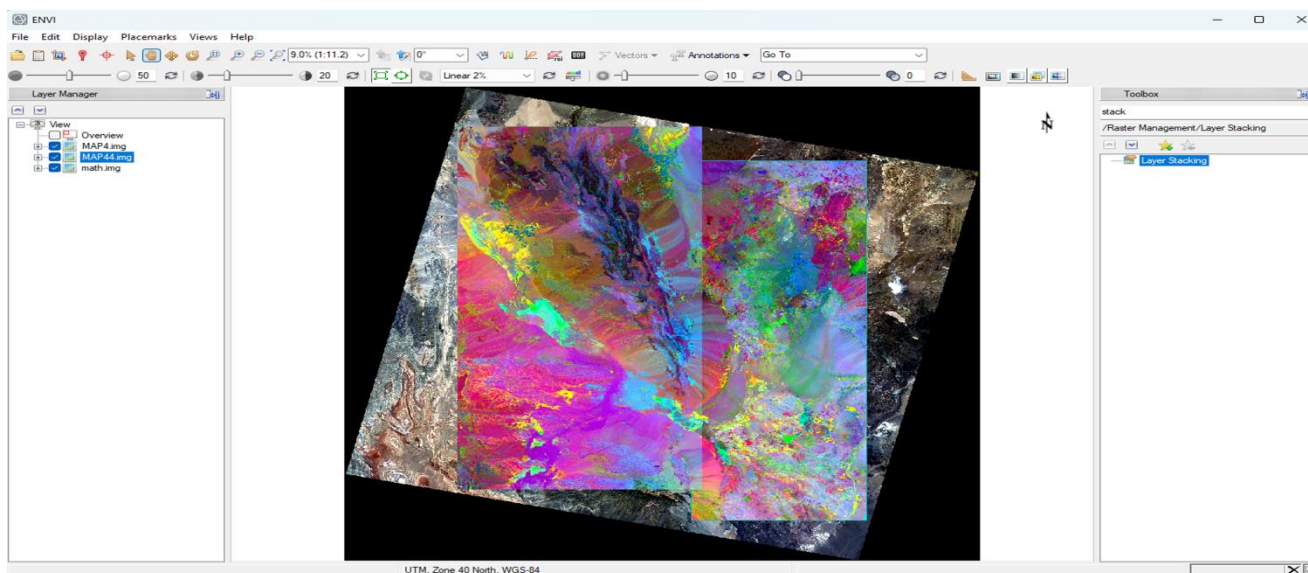 ENVI
File Edit Display Placemarks Views Help
9.0% (1:11.2) 0° Vectors Annotations Go To
50 20 Linear 2% 10 0
Layer Manager
View
Overview
MAP4.img
MAP44.img
math.img
N
Toolbox
stack
/Raster Management/Layer Stacking
Layer Stacking
UTM, Zone 40 North, WGS-84